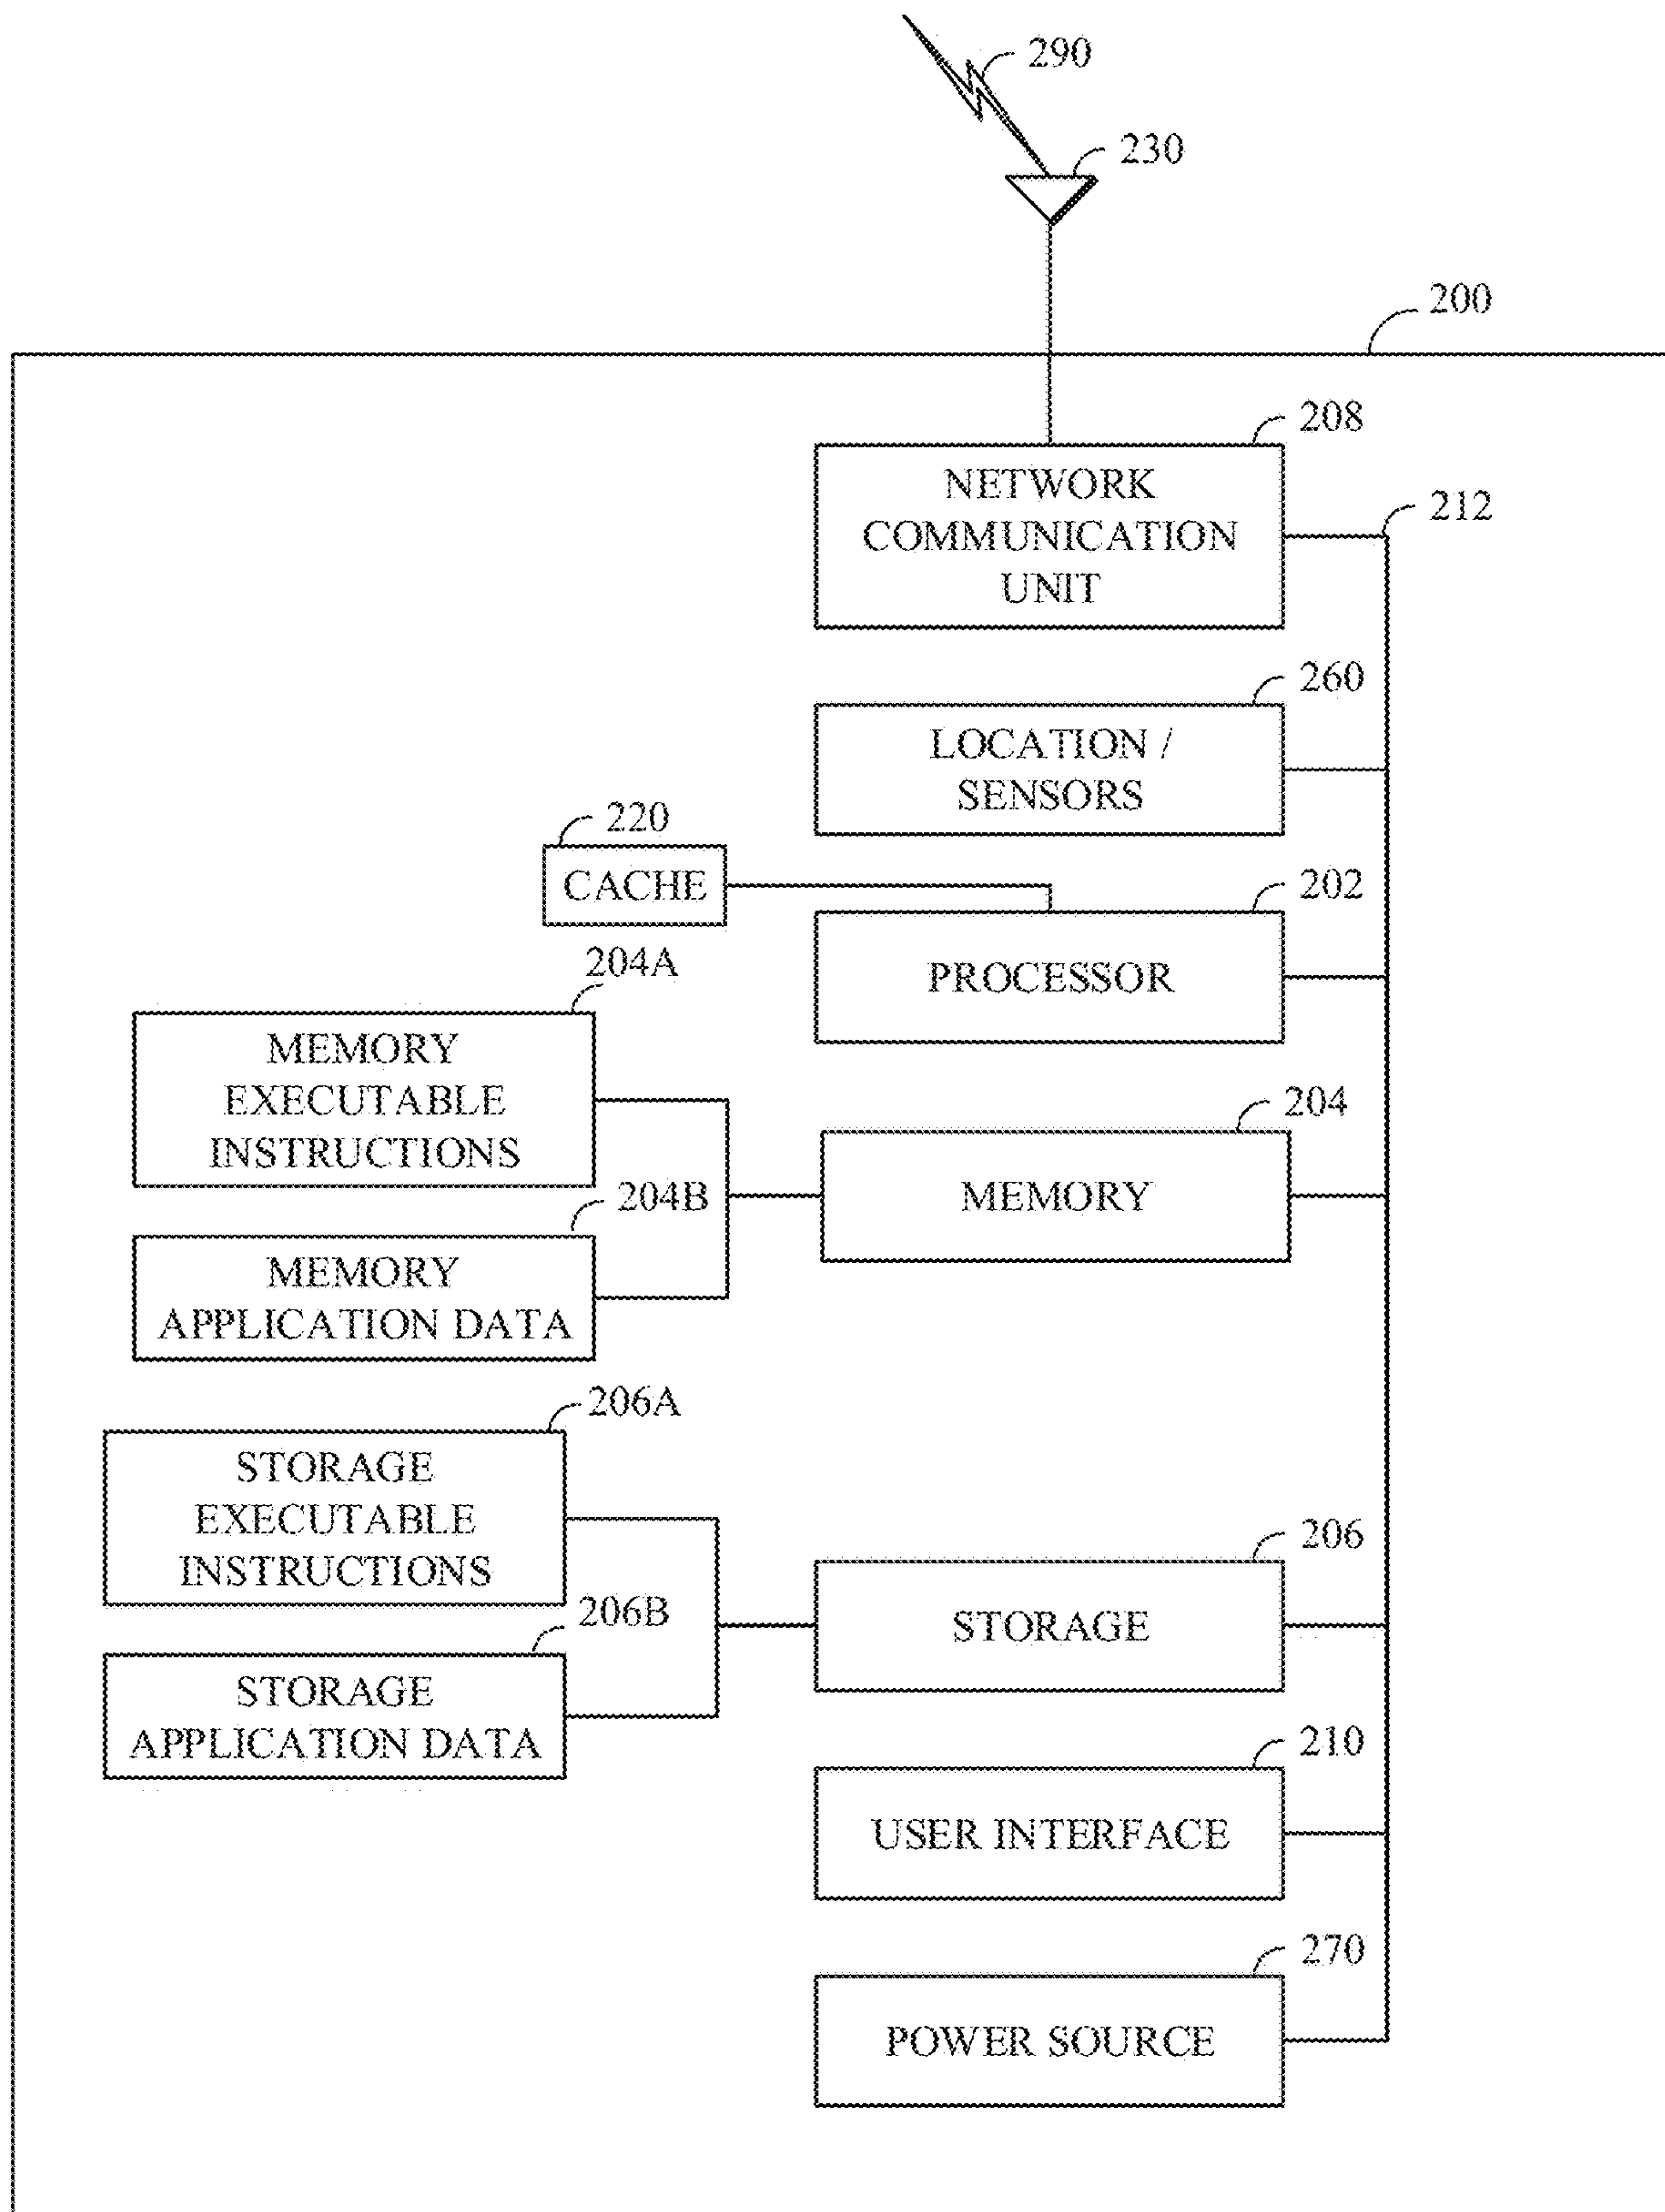 290
230
200
208
NETWORK
COMMUNICATION
UNIT
212
260
LOCATION /
SENSORS
220
CACHE
202
PROCESSOR
204A
MEMORY
EXECUTABLE
INSTRUCTIONS
204
MEMORY
204B
MEMORY
APPLICATION DATA
206A
STORAGE
EXECUTABLE
INSTRUCTIONS
206
STORAGE
206B
STORAGE
APPLICATION DATA
210
USER INTERFACE
270
POWER SOURCE